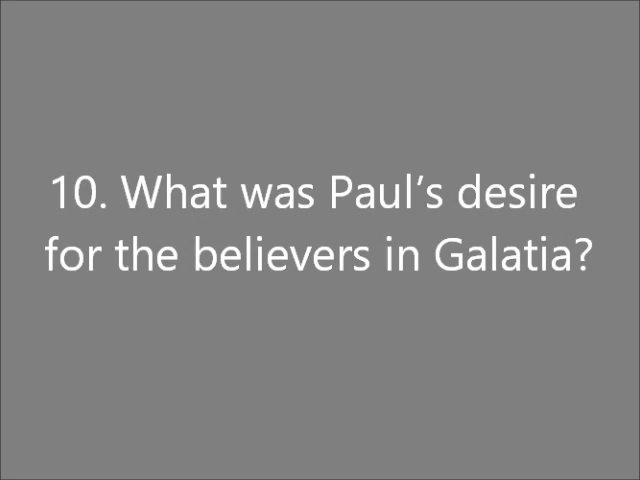 10. What was Paul’s desire
for the believers in Galatia?